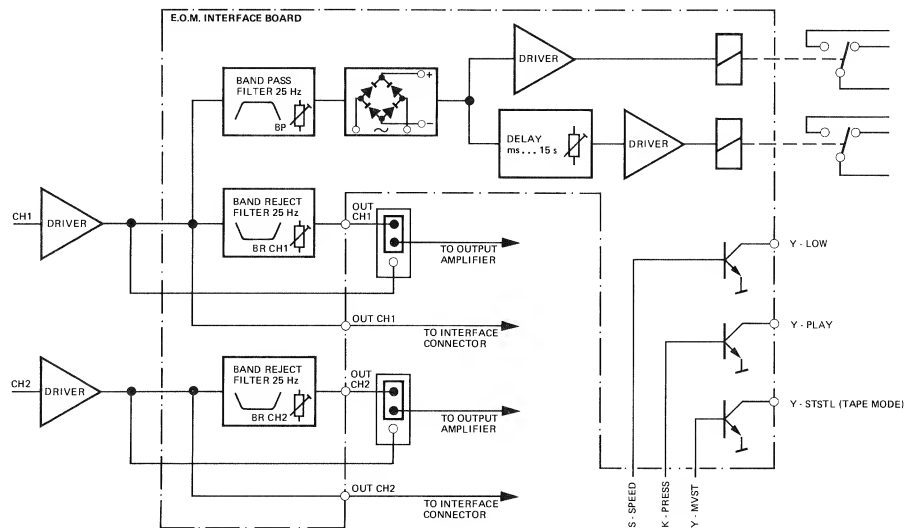 E.O.M. INTERFACE BOARD
BAND PASS
FILTER 25 Hz
BP
+
–
~
DRIVER
DELAY
ms... 15 s
DRIVER
CH1
DRIVER
BAND REJECT
FILTER 25 Hz
BR CH1
OUT
CH1
TO OUTPUT
AMPLIFIER
OUT CH1
TO INTERFACE
CONNECTOR
CH2
DRIVER
BAND REJECT
FILTER 25 Hz
BR CH2
OUT
CH2
TO OUTPUT
AMPLIFIER
OUT CH2
TO INTERFACE
CONNECTOR
Y - LOW
Y - PLAY
Y - STSTL (TAPE MODE)
S - SPEED
K - PRESS
Y - MVST